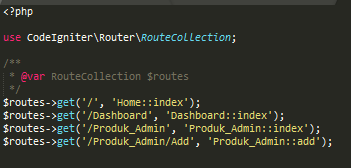 <?php
use CodeIgniter\Router\RouteCollection;
/**
 * @var RouteCollection $routes
 */
$routes->get('/', 'Home::index');
$routes->get('/Dashboard', 'Dashboard::index');
$routes->get('/Produk_Admin', 'Produk_Admin::index');
$routes->get('/Produk_Admin/Add', 'Produk_Admin::add');